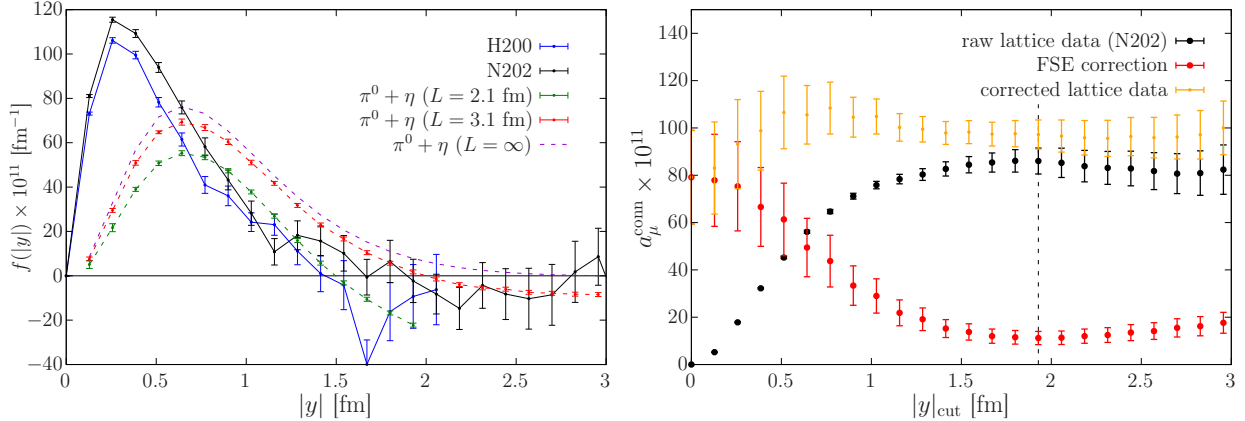 f(|y|) × 10¹¹ [fm⁻¹]
120
100
80
60
40
20
0
−20
−40
H200
N202
π⁰ + η (L = 2.1 fm)
π⁰ + η (L = 3.1 fm)
π⁰ + η (L = ∞)
0 0.5 1 1.5 2 2.5 3
|y| [fm]
a_μ^conn × 10¹¹
140
120
100
80
60
40
20
0
raw lattice data (N202)
FSE correction
corrected lattice data
0 0.5 1 1.5 2 2.5 3
|y|_cut [fm]